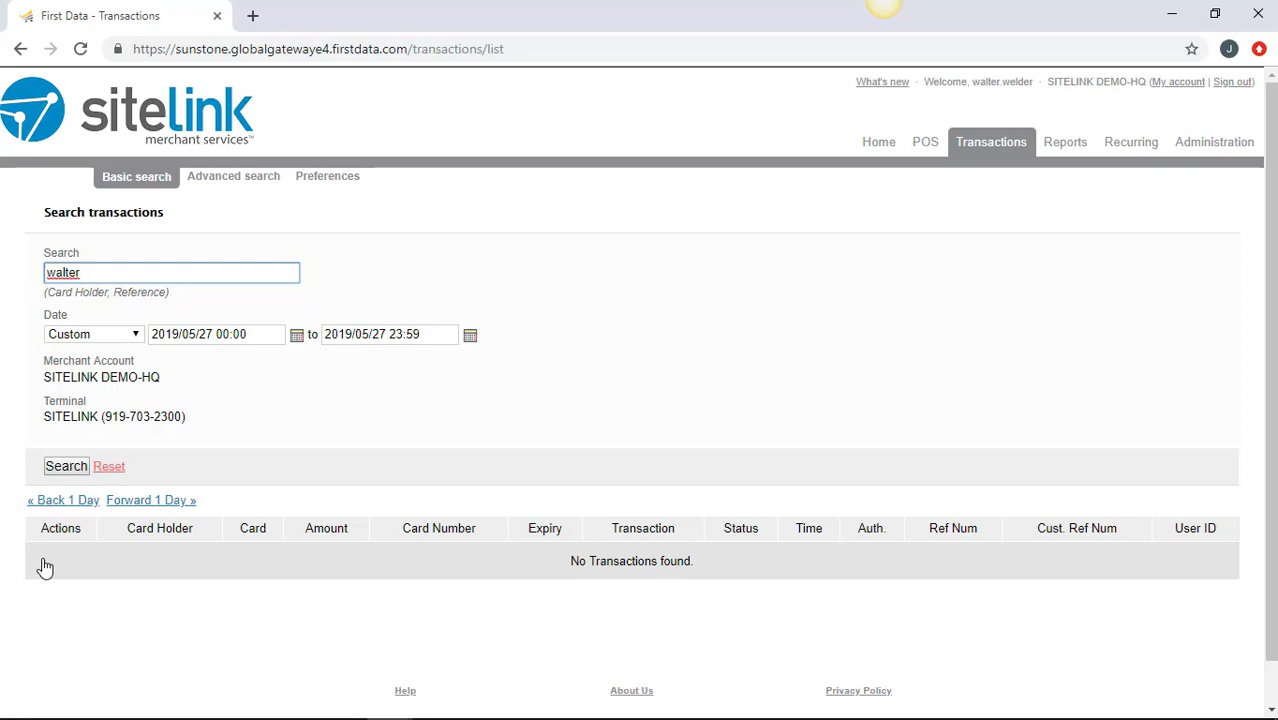 First Data - Transactions
https://sunstone.globalgatewaye4.firstdata.com/transactions/list
J
What's new · Welcome, walter.welder · SITELINK DEMO-HQ (My account | Sign out)
sitelink
merchant services™
Home POS Transactions Reports Recurring Administration
Basic search Advanced search Preferences
Search transactions
Search
walter
(Card Holder, Reference)
Date
Custom 2019/05/27 00:00 to 2019/05/27 23:59
Merchant Account
SITELINK DEMO-HQ
Terminal
SITELINK (919-703-2300)
Search Reset
« Back 1 Day Forward 1 Day »
Actions Card Holder Card Amount Card Number Expiry Transaction Status Time Auth. Ref Num Cust. Ref Num User ID
No Transactions found.
Help About Us Privacy Policy